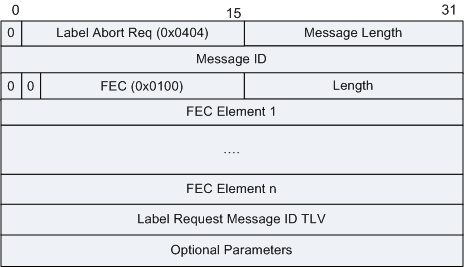 0 15 31
0 Label Abort Req (0x0404) Message Length
Message ID
0 0 FEC (0x0100) Length
FEC Element 1
....
FEC Element n
Label Request Message ID TLV
Optional Parameters